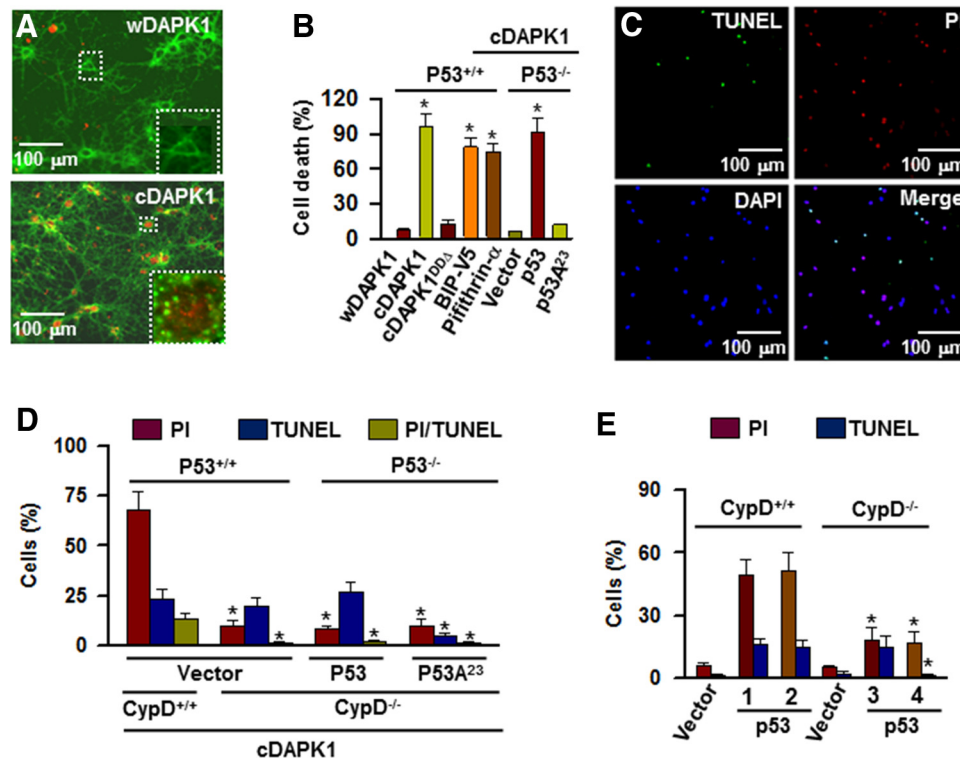 A
wDAPK1
100 µm
cDAPK1
100 µm
B
cDAPK1
P53+/+
P53-/-
Cell death (%)
120
90
60
30
0
*
*
*
*
wDAPK1
cDAPK1
cDAPK1DDΔ
BIP-V5
Pifithrin-α
Vector
p53
p53A23
C
TUNEL
P
100 µm
100 µm
DAPI
Merge
100 µm
100 µm
D
PI
TUNEL
PI/TUNEL
P53+/+
P53-/-
Cells (%)
100
75
50
25
0
*
*
*
*
*
*
*
Vector
P53
P53A23
CypD+/+
CypD-/-
cDAPK1
E
PI
TUNEL
CypD+/+
CypD-/-
Cells (%)
90
60
30
0
*
*
*
Vector
1
2
Vector
3
4
p53
p53